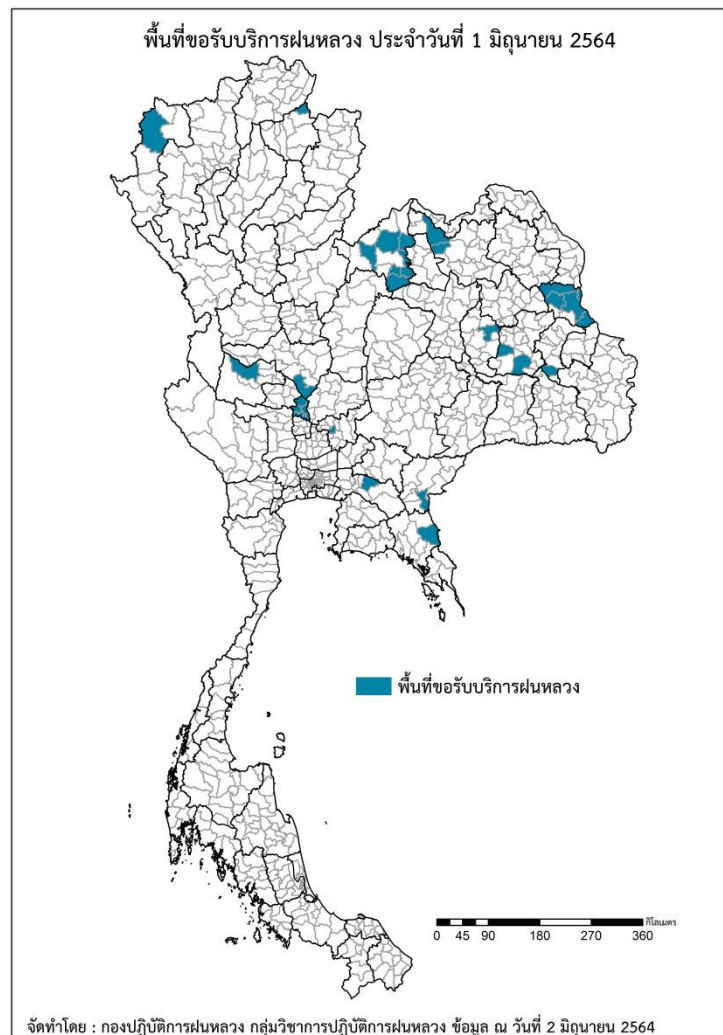 พื้นที่ขอรับบริการฝนหลวง ประจำวันที่ 1 มิถุนายน 2564
พื้นที่ขอรับบริการฝนหลวง
กิโลเมตร
0 45 90 180 270 360
จัดทำโดย : กองปฏิบัติการฝนหลวง กลุ่มวิชาการปฏิบัติการฝนหลวง ข้อมูล ณ วันที่ 2 มิถุนายน 2564